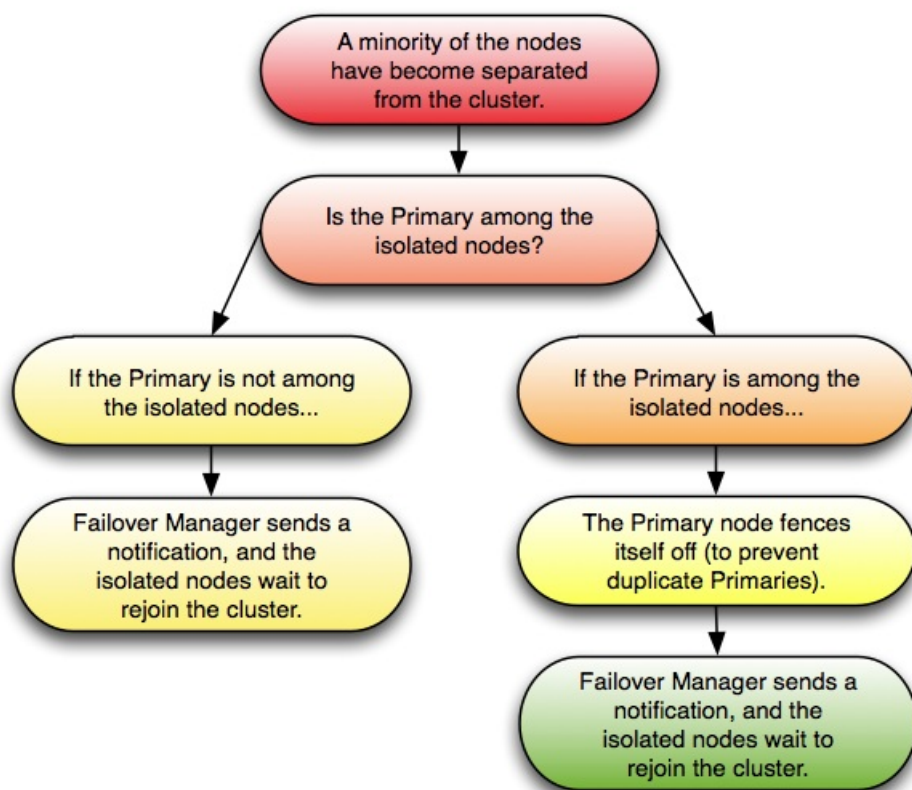 A minority of the nodes
have become separated
from the cluster.
Is the Primary among the
isolated nodes?
If the Primary is not among
the isolated nodes...
If the Primary is among the
isolated nodes...
Failover Manager sends a
notification, and the
isolated nodes wait to
rejoin the cluster.
The Primary node fences
itself off (to prevent
duplicate Primaries).
Failover Manager sends a
notification, and the
isolated nodes wait to
rejoin the cluster.